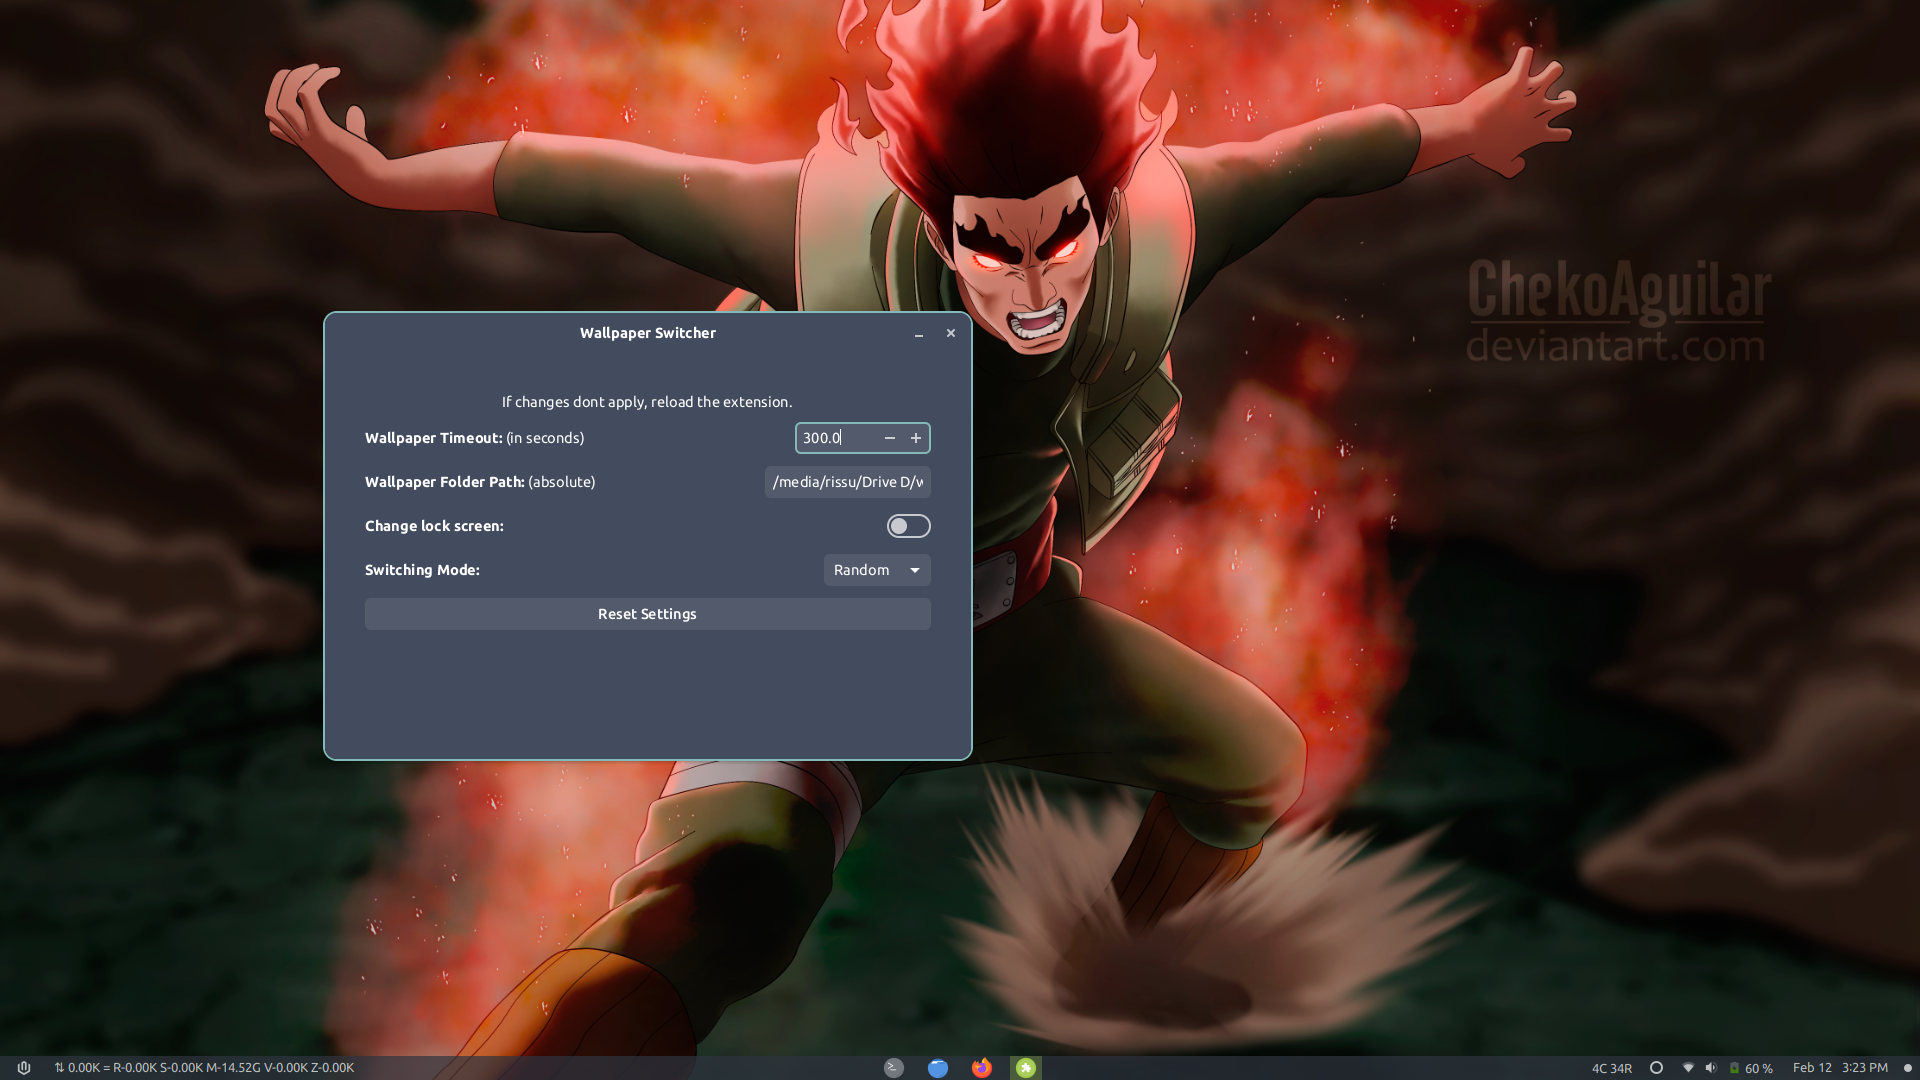 ChekoAguilar
deviantart.com
Wallpaper Switcher
If changes dont apply, reload the extension.
Wallpaper Timeout: (in seconds)
300.0
Wallpaper Folder Path: (absolute)
/media/rissu/Drive D/
Change lock screen:
Switching Mode:
Random
Reset Settings
0.00K = R-0.00K S-0.00K M-14.52G V-0.00K Z-0.00K
4C 34R
60 %
Feb 12 3:23 PM